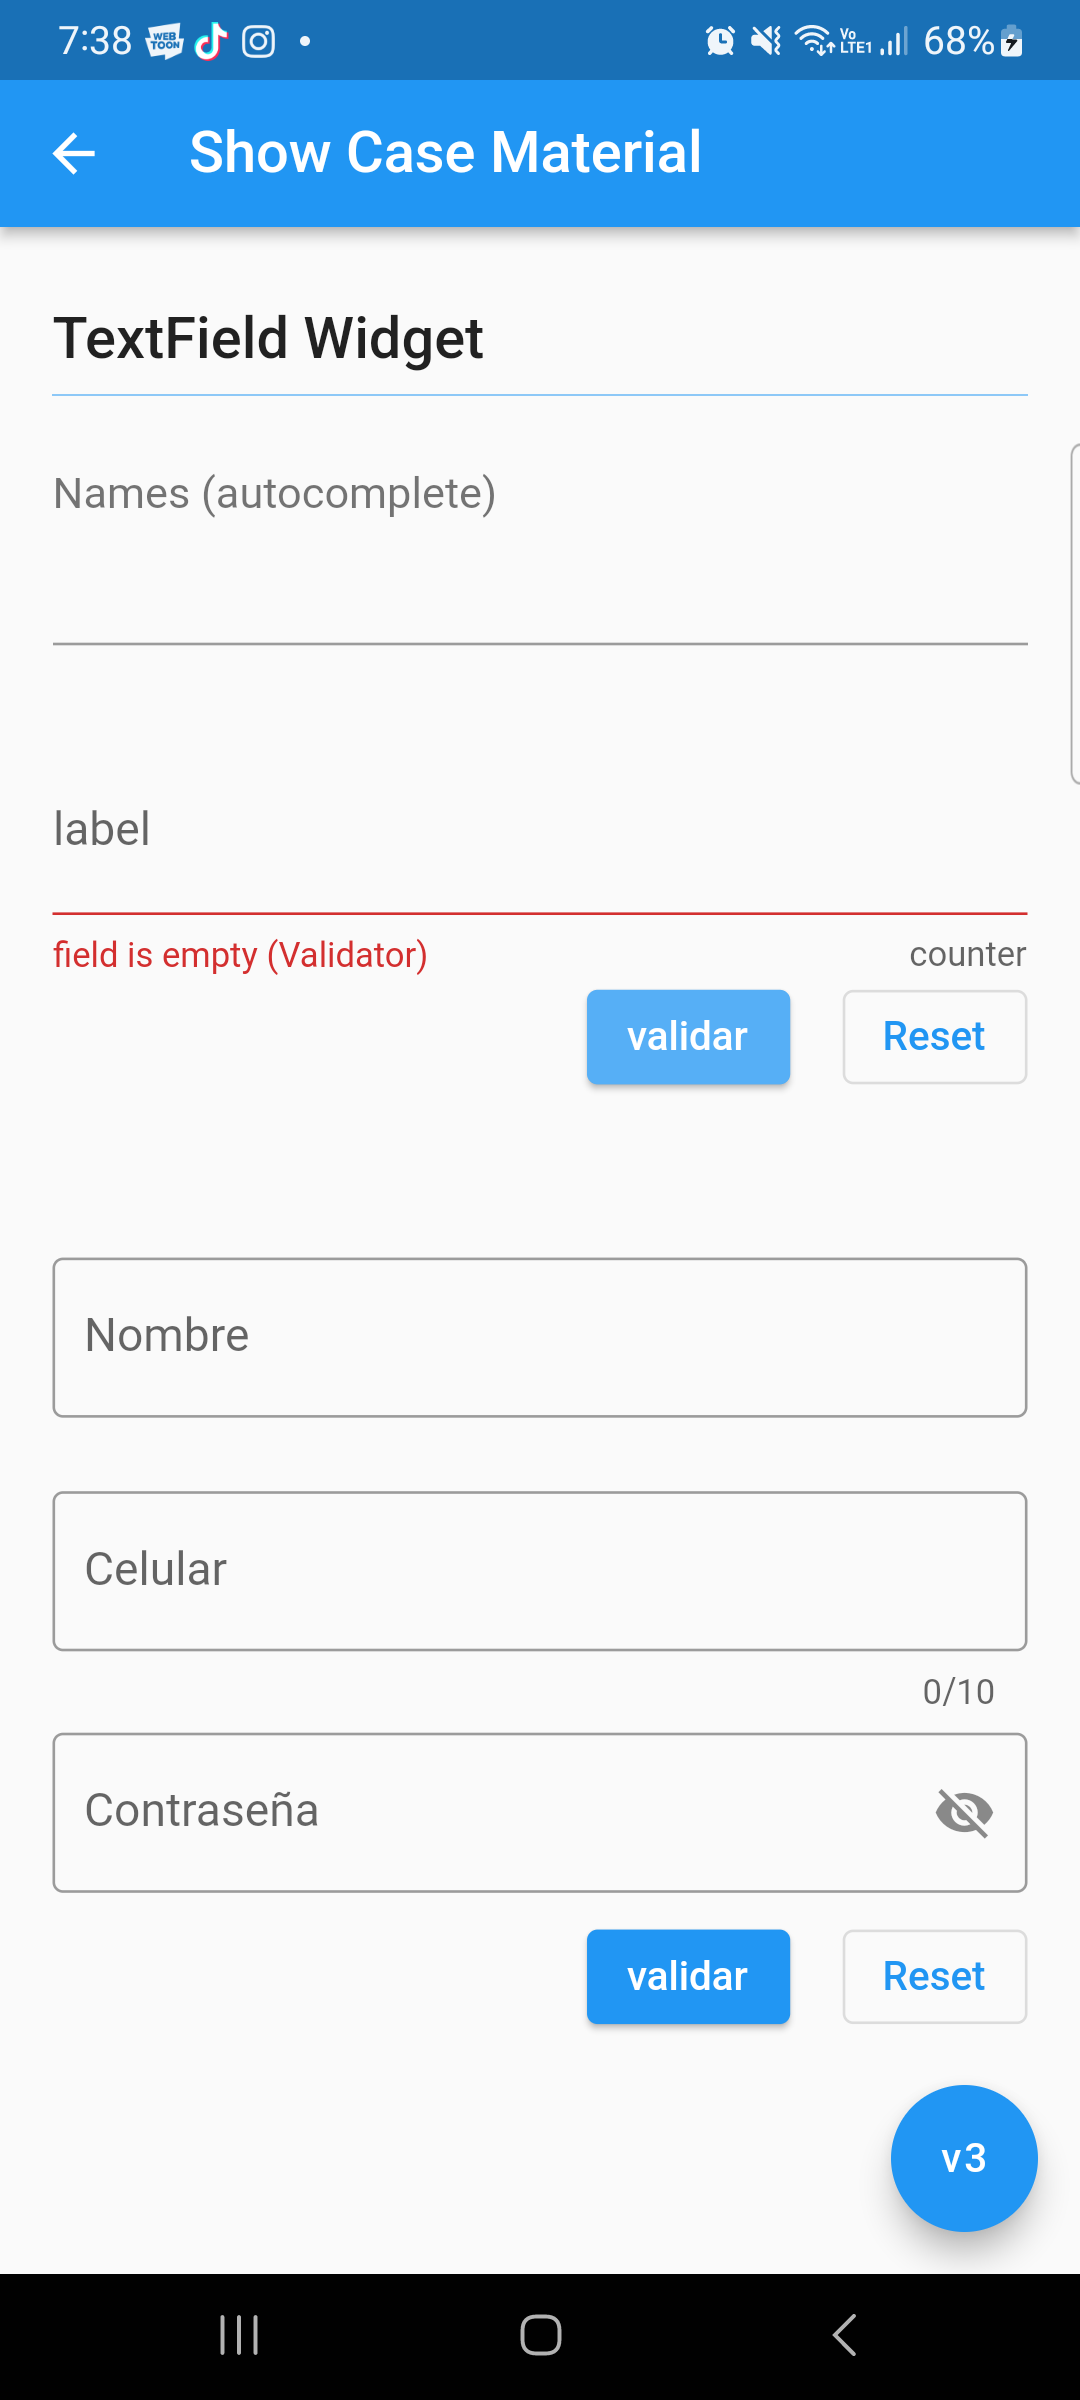 7:38 WEB TOON Vo LTE1 68%
Show Case Material
TextField Widget
Names (autocomplete)
label
field is empty (Validator) counter
validar Reset
Nombre
Celular
0/10
Contraseña
validar Reset
v3